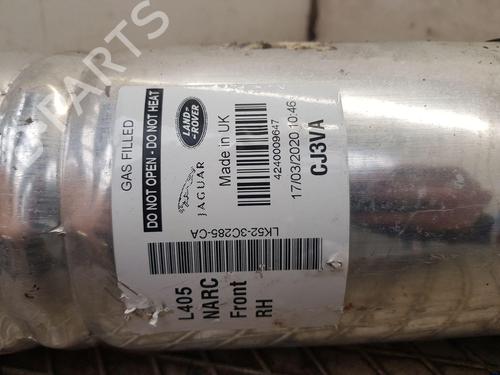 GAS FILLED
DO NOT OPEN - DO NOT HEAT
LAND-
ROVER
JAGUAR
Made in UK
4240009647
17/03/2020 10:46
CJ3VA
LK52-3C285-CA
L405
NARC
Front
RH
PARTS